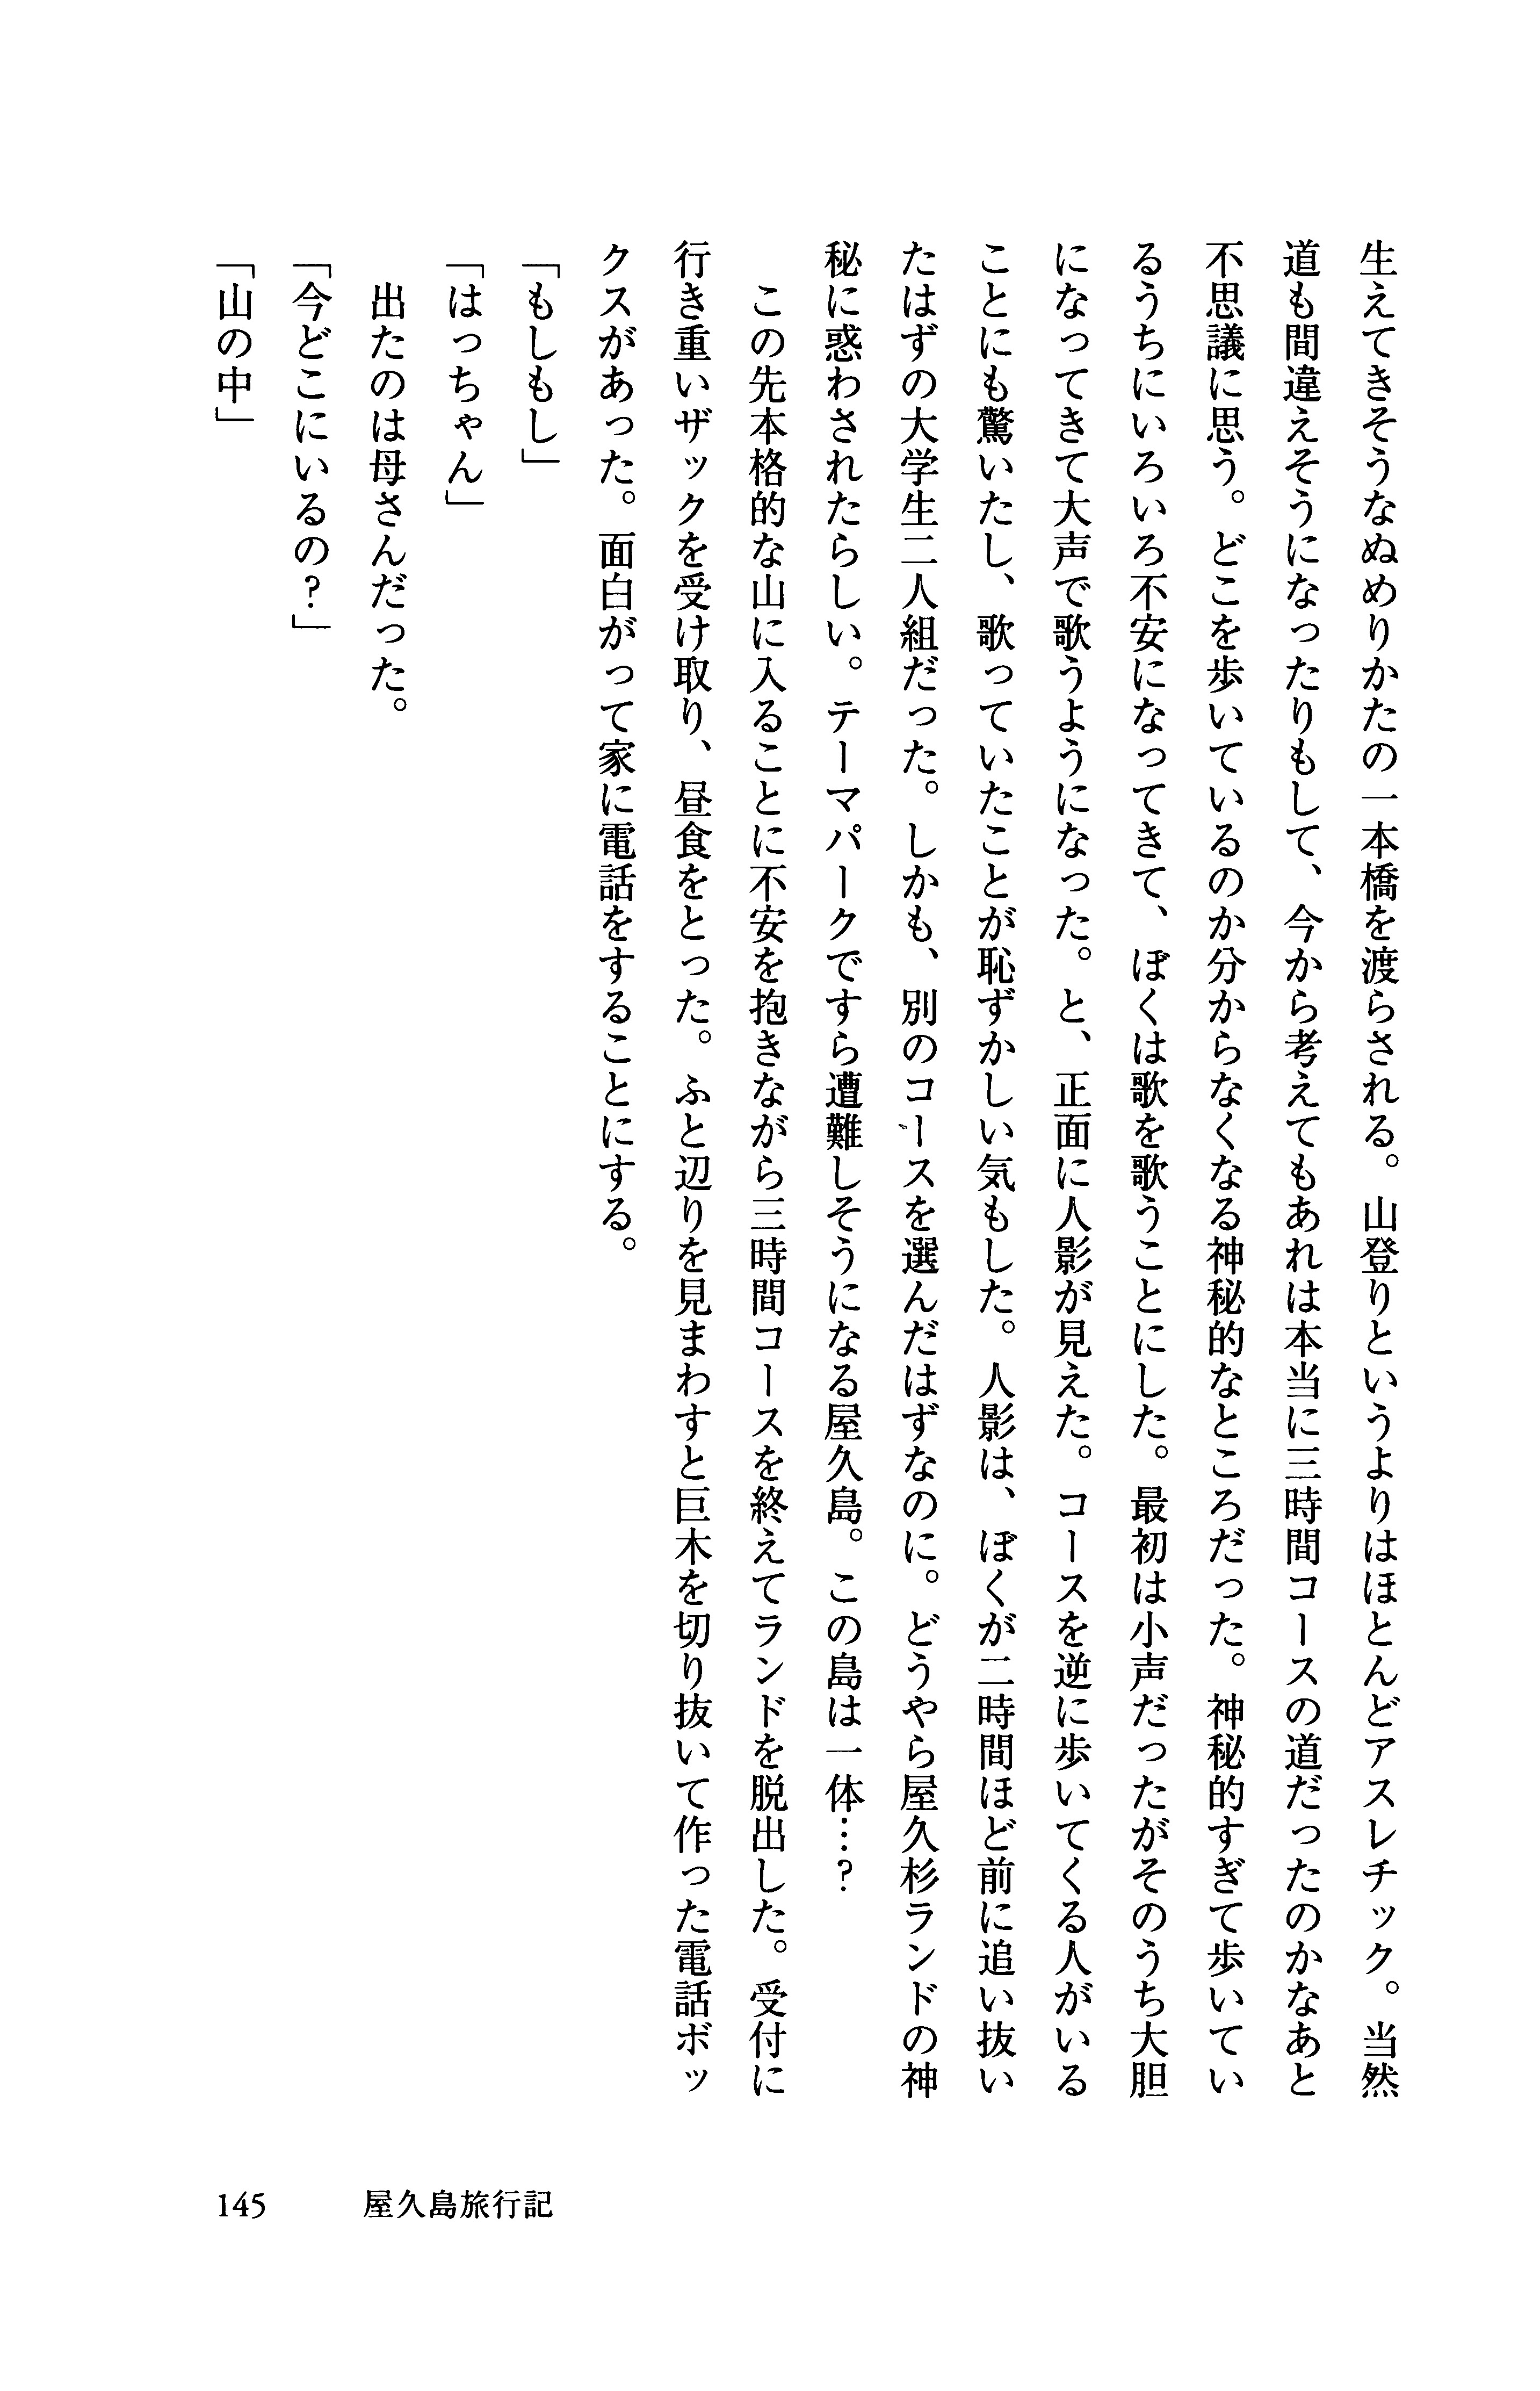 生えてきそうなぬめりかたの一本橋を渡らされる。山登りというよりはほとんどアスレチック。当然
道も間違えそうになったりもして、今から考えてもあれは本当に三時間コースの道だったのかなあと
不思議に思う。どこを歩いているのか分からなくなる神秘的なところだった。神秘的すぎて歩いてい
るうちにいろいろ不安になってきて、ぼくは歌を歌うことにした。最初は小声だったがそのうち大胆
になってきて大声で歌うようになった。と、正面に人影が見えた。コースを逆に歩いてくる人がいる
ことにも驚いたし、歌っていたことが恥ずかしい気もした。人影は、ぼくが二時間ほど前に追い抜い
たはずの大学生二人組だった。しかも、別のコースを選んだはずなのに。どうやら屋久杉ランドの神
秘に惑わされたらしい。テーマパークですら遭難しそうになる屋久島。この島は一体…？
　この先本格的な山に入ることに不安を抱きながら三時間コースを終えてランドを脱出した。受付に
行き重いザックを受け取り、昼食をとった。ふと辺りを見まわすと巨木を切り抜いて作った電話ボッ
クスがあった。面白がって家に電話をすることにする。
「もしもし」
「はっちゃん」
　出たのは母さんだった。
「今どこにいるの？」
「山の中」
145　屋久島旅行記